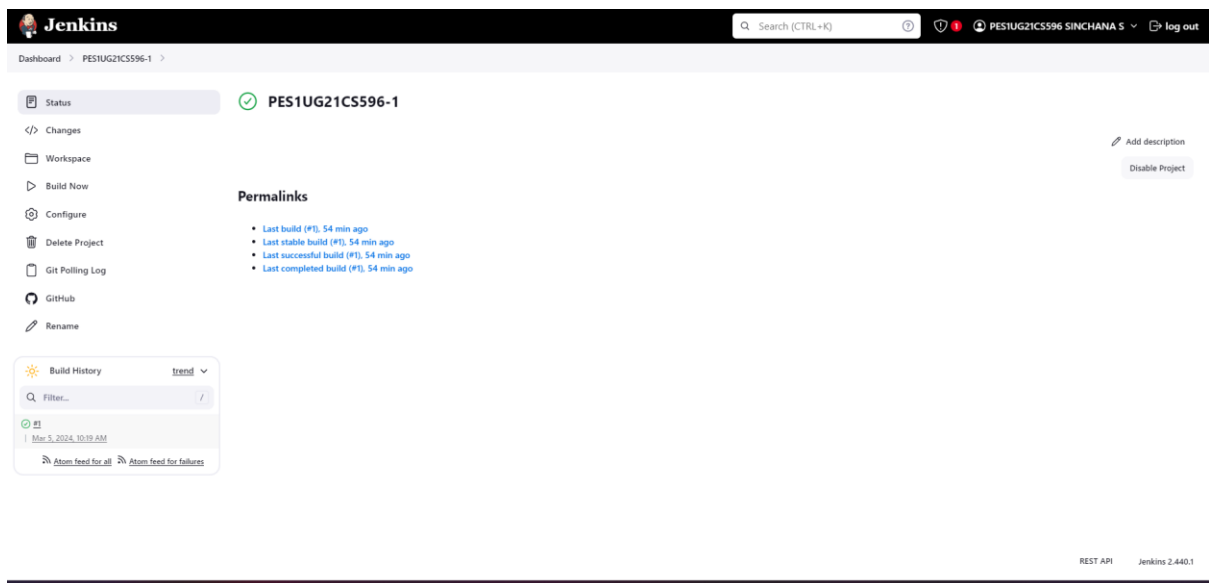 Jenkins
Search (CTRL+K)
1
PES1UG21CS596 SINCHANA S
log out
Dashboard > PES1UG21CS596-1 >
Status
Changes
Workspace
Build Now
Configure
Delete Project
Git Polling Log
GitHub
Rename
Build History
trend
Filter...
/
#1
Mar 5, 2024, 10:19 AM
Atom feed for all Atom feed for failures
PES1UG21CS596-1
Add description
Disable Project
Permalinks
Last build (#1), 54 min ago
Last stable build (#1), 54 min ago
Last successful build (#1), 54 min ago
Last completed build (#1), 54 min ago
REST API
Jenkins 2.440.1